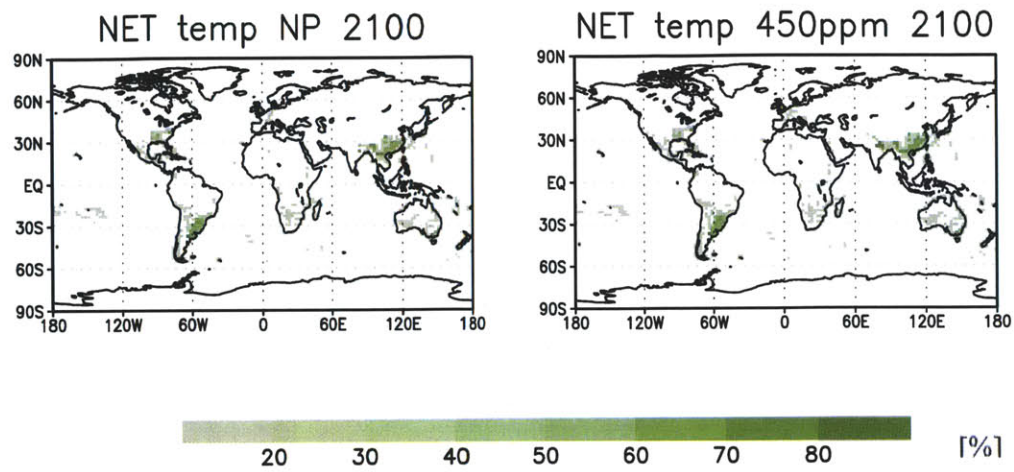 NET temp NP 2100
NET temp 450ppm 2100
90N
60N
30N
EQ
30S
60S
90S
180 120W 60W 0 60E 120E 180
90N
60N
30N
EQ
30S
60S
90S
180 120W 60W 0 60E 120E 180
20 30 40 50 60 70 80 [%]